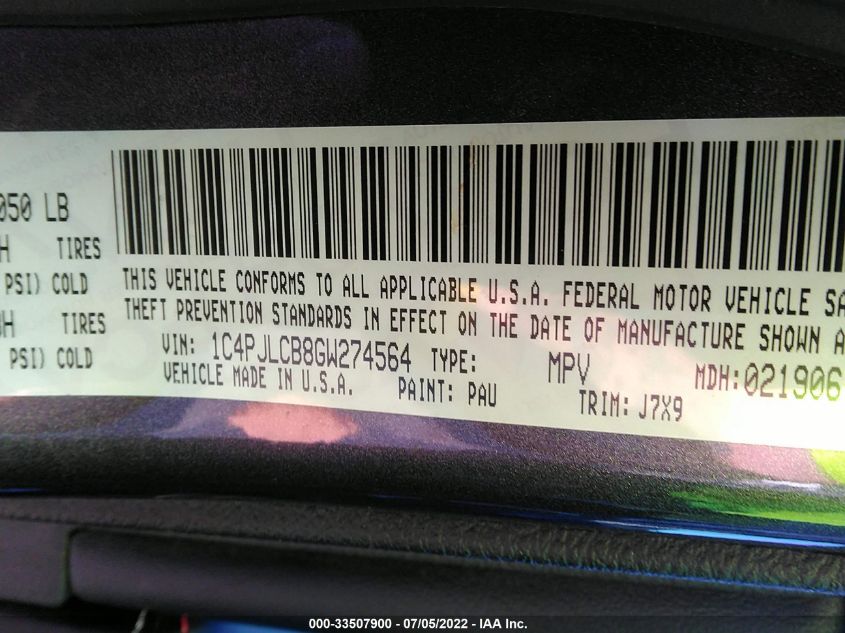 050 LB
H TIRES
PSI) COLD
H TIRES
PSI) COLD
THIS VEHICLE CONFORMS TO ALL APPLICABLE U.S.A. FEDERAL MOTOR VEHICLE SA
THEFT PREVENTION STANDARDS IN EFFECT ON THE DATE OF MANUFACTURE SHOWN A
VIN: 1C4PJLCB8GW274564 TYPE: MPV MDH:021906
VEHICLE MADE IN U.S.A. PAINT: PAU TRIM: J7X9
000-33507900 - 07/05/2022 - IAA Inc.